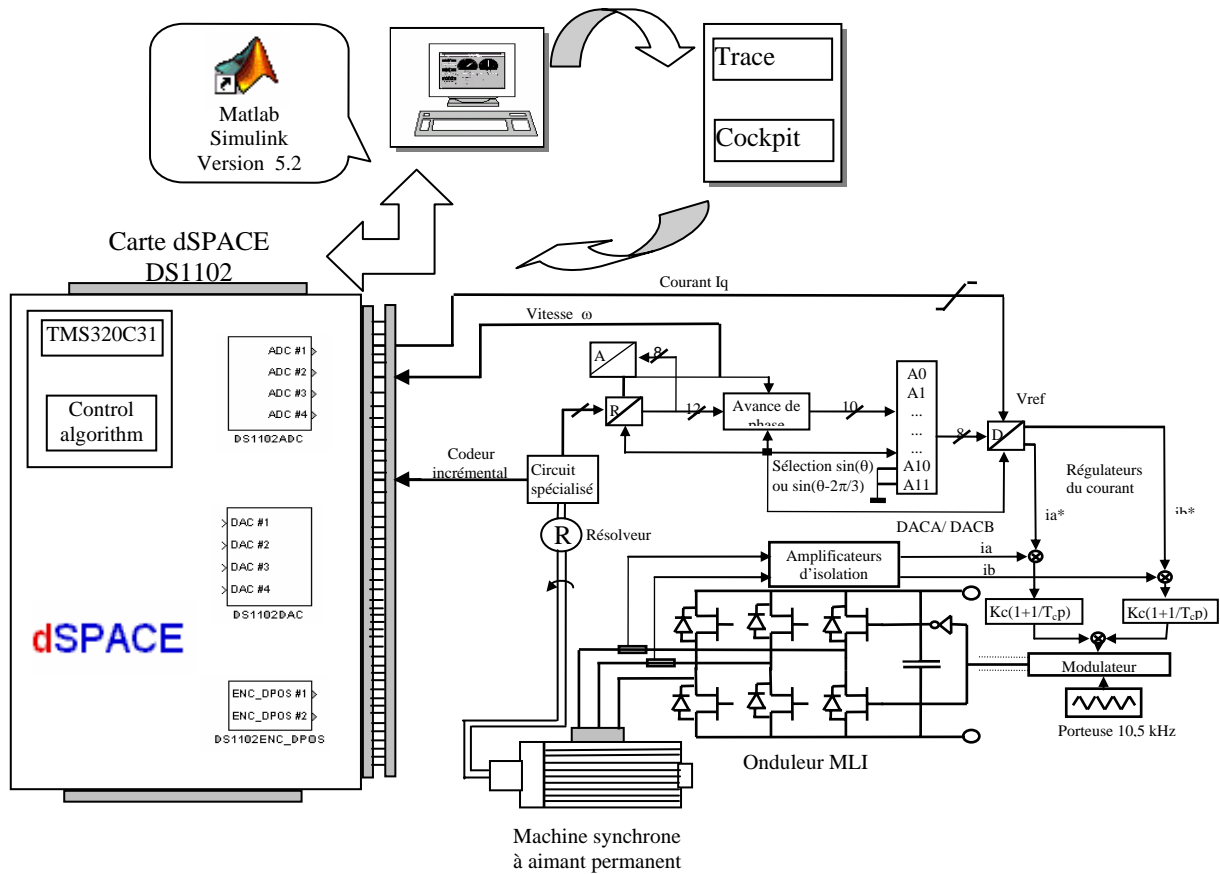 Matlab
Simulink
Version 5.2
Trace
Cockpit
Carte dSPACE
DS1102
TMS320C31
Control
algorithm
ADC #1
ADC #2
ADC #3
ADC #4
DS1102ADC
DAC #1
DAC #2
DAC #3
DAC #4
DS1102DAC
dSPACE
ENC_DPOS #1
ENC_DPOS #2
DS1102ENC_DPOS
Courant Iq
Vitesse ω
A
8
R
12
Avance de
phase
10
A0
A1
...
...
...
A10
A11
8
D
Vref
Codeur
incrémental
Circuit
spécialisé
Sélection sin(θ)
ou sin(θ-2π/3)
Régulateurs
du courant
ia*
ib*
R
Résolveur
DACA/ DACB
Amplificateurs
d'isolation
ia
ib
Kc(1+1/Tcp)
Kc(1+1/Tcp)
Modulateur
Porteuse 10,5 kHz
Onduleur MLI
Machine synchrone
à aimant permanent